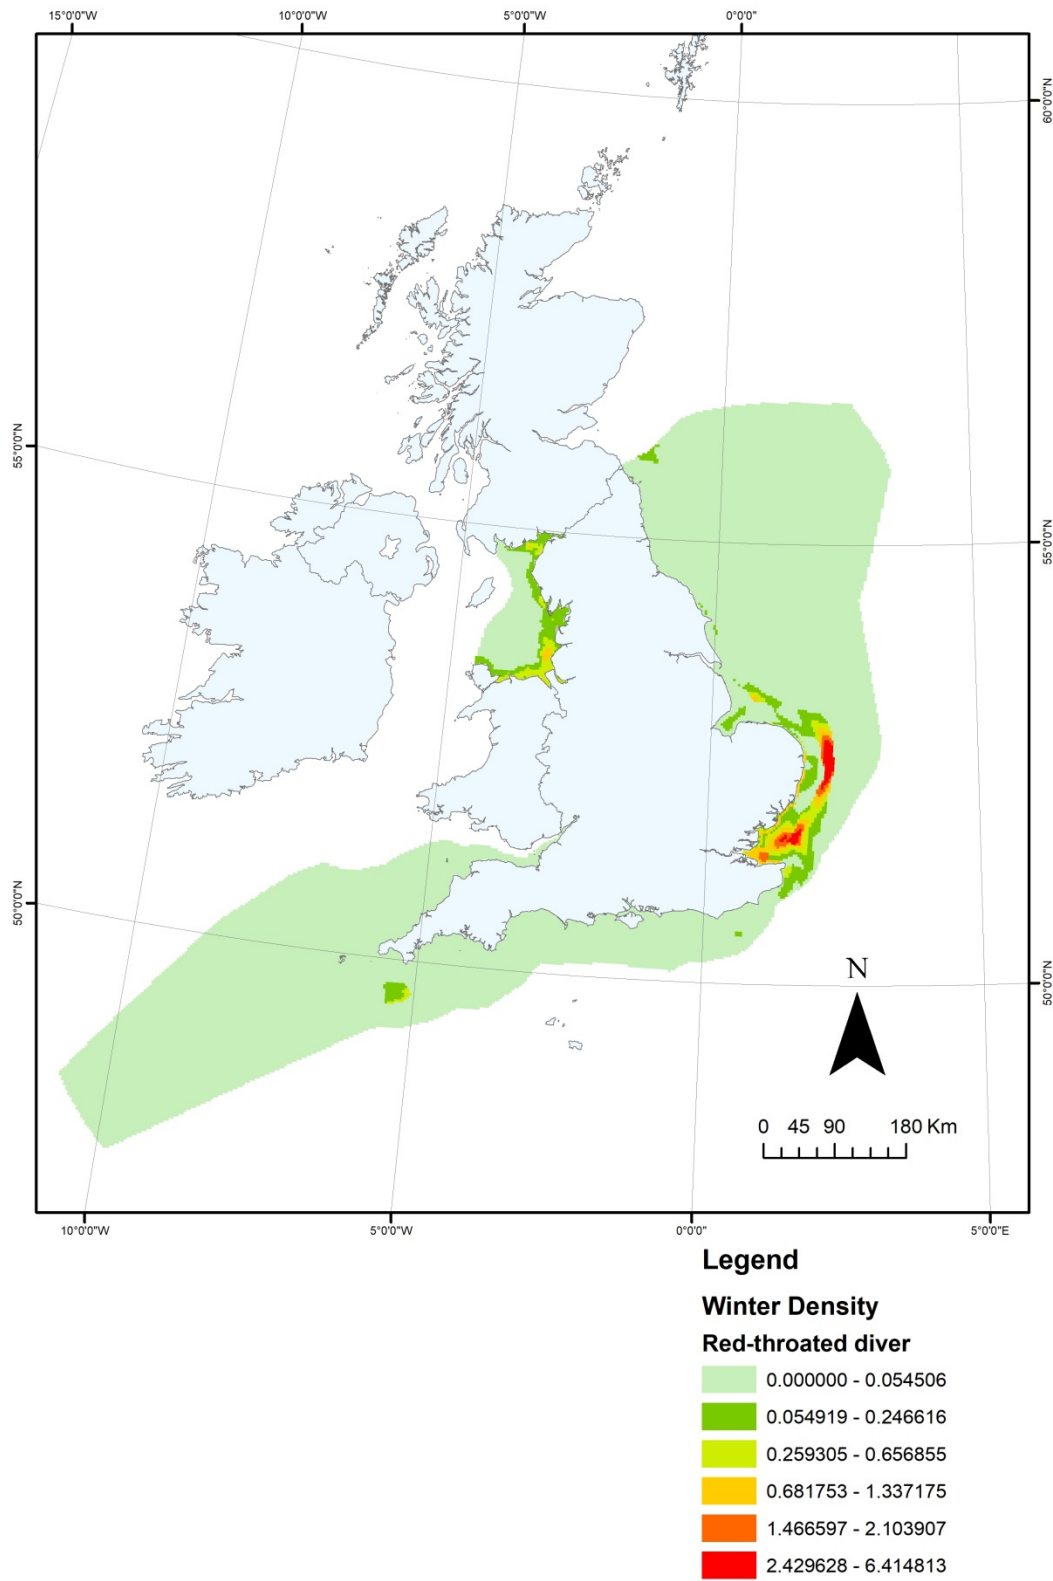 15°0'0"W 10°0'0"W 5°0'0"W 0°0'0"
60°0'0"N
55°0'0"N
55°0'0"N
50°0'0"N
50°0'0"N
N
0 45 90 180 Km
10°0'0"W 5°0'0"W 0°0'0" 5°0'0"E
Legend
Winter Density
Red-throated diver
0.000000 - 0.054506
0.054919 - 0.246616
0.259305 - 0.656855
0.681753 - 1.337175
1.466597 - 2.103907
2.429628 - 6.414813